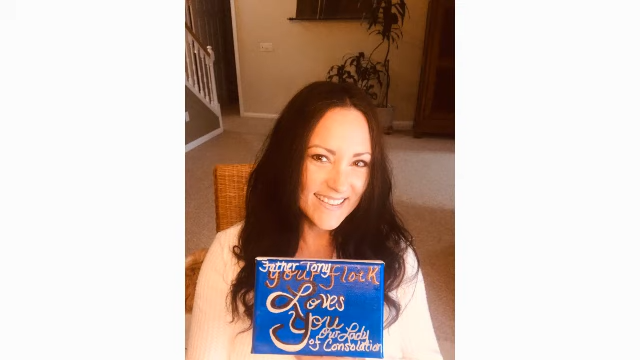 Father Tony
your flock
Loves
You
Our Lady
of Consolation